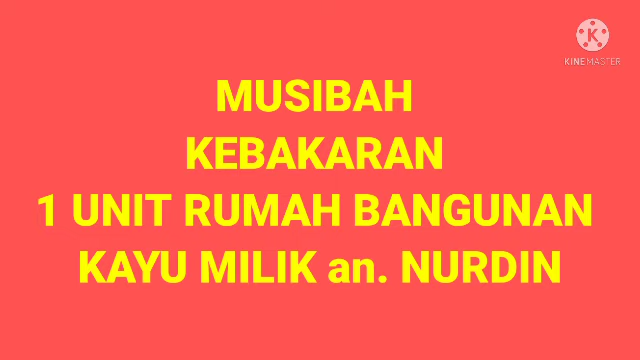 KINEMASTER
MUSIBAH
KEBAKARAN
1 UNIT RUMAH BANGUNAN
KAYU MILIK an. NURDIN